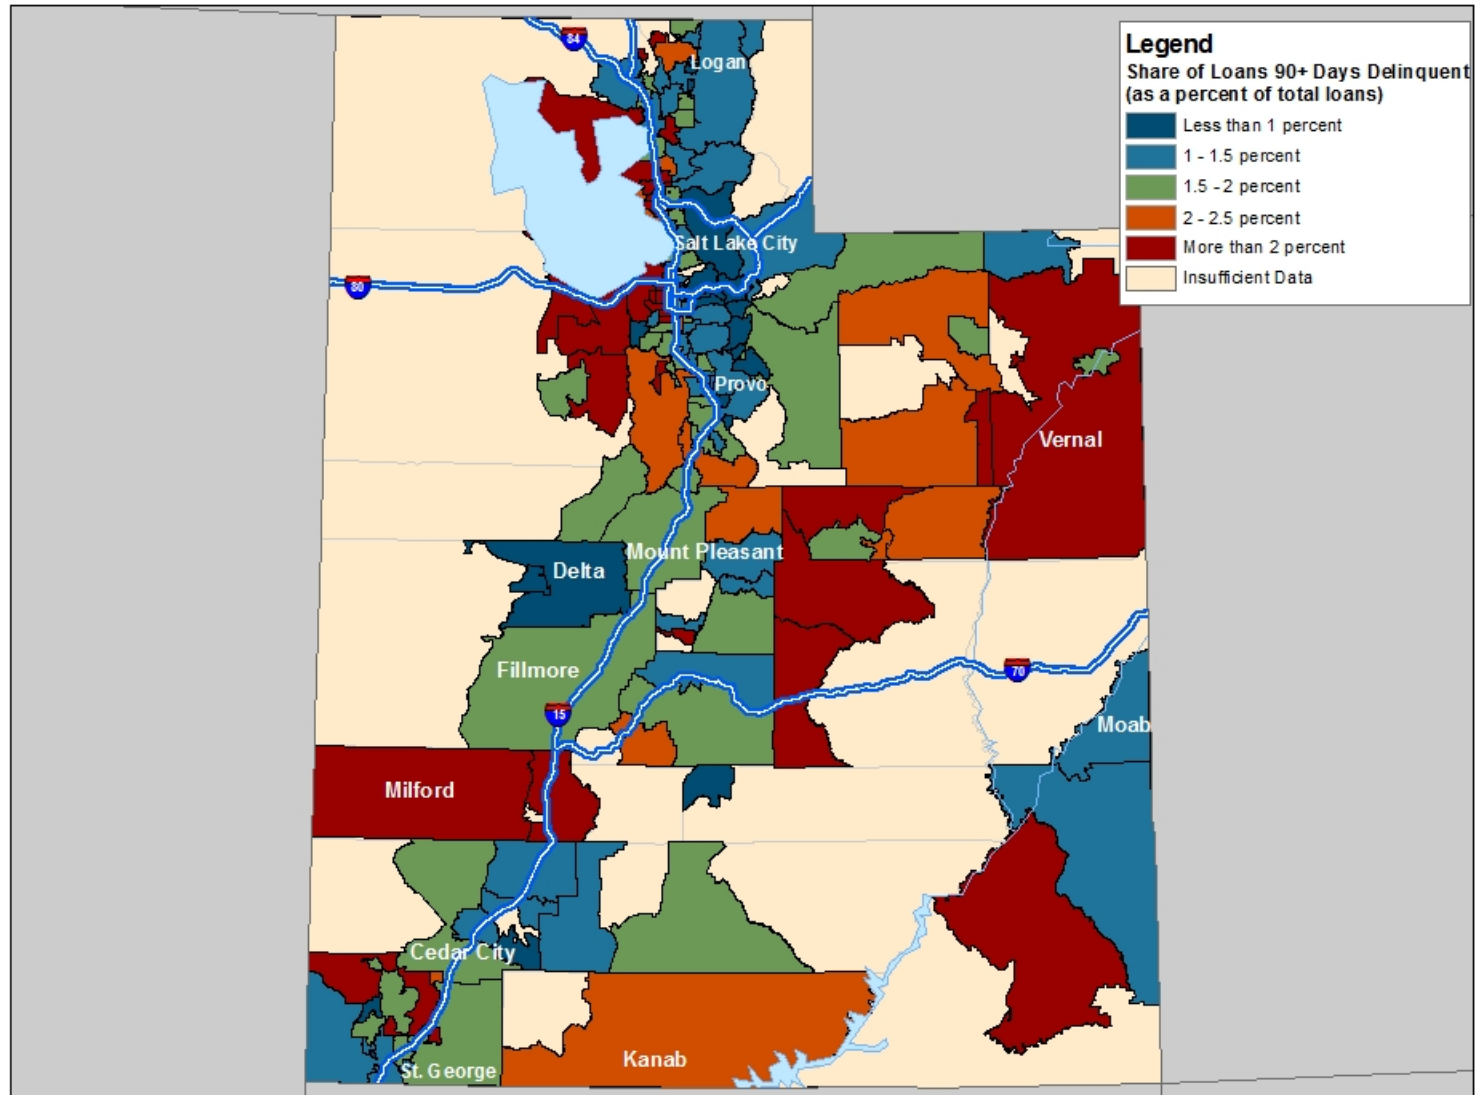 Legend
Share of Loans 90+ Days Delinquent
(as a percent of total loans)
Less than 1 percent
1 - 1.5 percent
1.5 - 2 percent
2 - 2.5 percent
More than 2 percent
Insufficient Data
84
Logan
Salt Lake City
80
Provo
Vernal
Mount Pleasant
Delta
Fillmore
70
15
Moab
Milford
Cedar City
Kanab
St. George